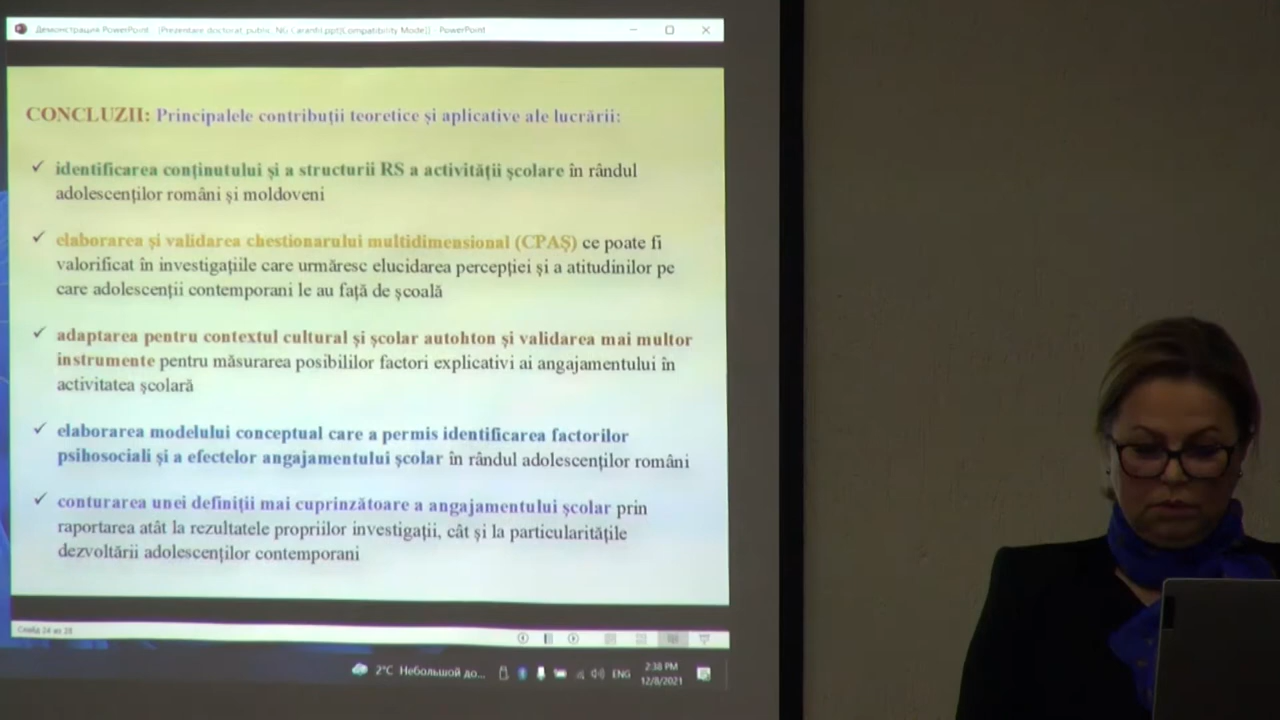 Демонстрация PowerPoint - [Prezentare doctorat public NG (Compatibility Mode)] - PowerPoint
CONCLUZII: Principalele contribuții teoretice și aplicative ale lucrării:
✓ identificarea conținutului și a structurii RS a activității școlare în rândul
adolescenților români și moldoveni
✓ elaborarea și validarea chestionarului multidimensional (CPAȘ) ce poate fi
valorificat în investigațiile care urmăresc elucidarea percepției și a atitudinilor pe
care adolescenții contemporani le au față de școală
✓ adaptarea pentru contextul cultural și școlar autohton și validarea mai multor
instrumente pentru măsurarea posibililor factori explicativi ai angajamentului în
activitatea școlară
✓ elaborarea modelului conceptual care a permis identificarea factorilor
psihosociali și a efectelor angajamentului școlar în rândul adolescenților români
✓ conturarea unei definiții mai cuprinzătoare a angajamentului școlar prin
raportarea atât la rezultatele propriilor investigații, cât și la particularitățile
dezvoltării adolescenților contemporani
Слайд 24 из 28
2°C Небольшой до... ENG 2:38 PM
12/8/2021